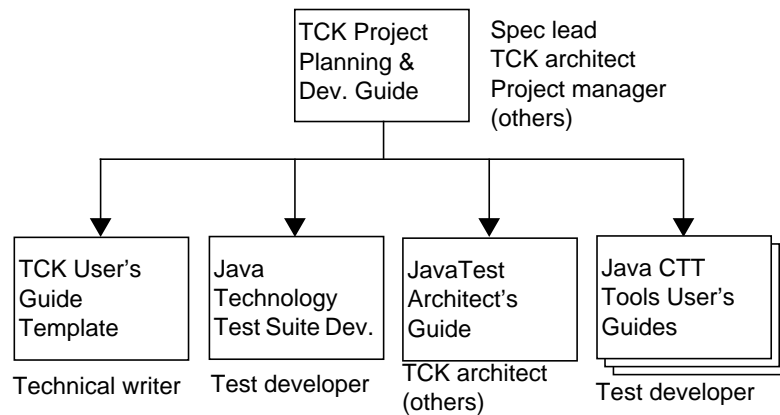 TCK Project
Planning &
Dev. Guide
Spec lead
TCK architect
Project manager
(others)
TCK User's
Guide
Template
Technical writer
Java
Technology
Test Suite Dev.
Test developer
JavaTest
Architect's
Guide
TCK architect
(others)
Java CTT
Tools User's
Guides
Test developer